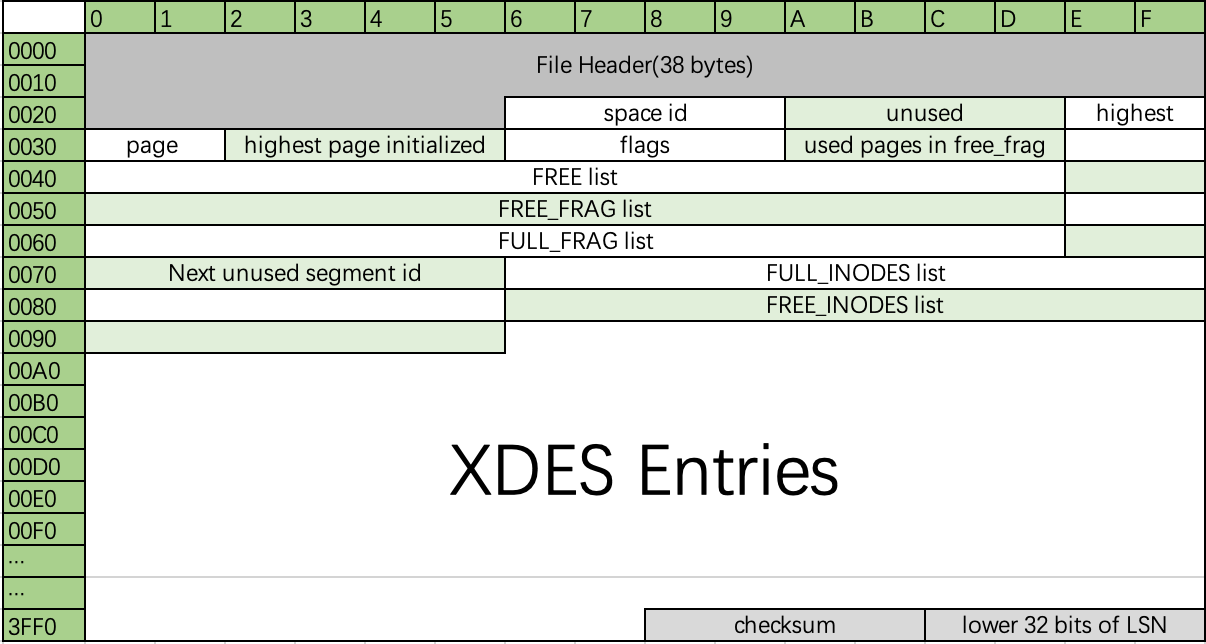 0 1 2 3 4 5 6 7 8 9 A B C D E F
0000
File Header(38 bytes)
0010
0020 space id unused highest
0030 page highest page initialized flags used pages in free_frag
0040 FREE list
0050 FREE_FRAG list
0060 FULL_FRAG list
0070 Next unused segment id FULL_INODES list
0080 FREE_INODES list
0090
00A0
00B0
00C0
00D0 XDES Entries
00E0
00F0
...
...
3FF0 checksum lower 32 bits of LSN